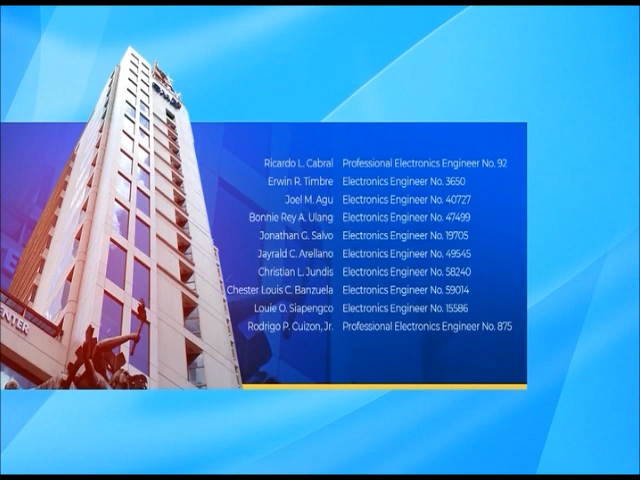 Ricardo L. Cabral Professional Electronics Engineer No. 92
Erwin R. Timbre Electronics Engineer No. 3650
Joel M. Agu Electronics Engineer No. 40727
Bonnie Rey A. Ulang Electronics Engineer No. 47499
Jonathan G. Salvo Electronics Engineer No. 19705
Jayrald C. Arellano Electronics Engineer No. 49545
Christian L. Jundis Electronics Engineer No. 58240
Chester Louis C. Banzuela Electronics Engineer No. 59014
Louie O. Siapengco Electronics Engineer No. 15586
Rodrigo P. Cuizon, Jr. Professional Electronics Engineer No. 875
ENTER